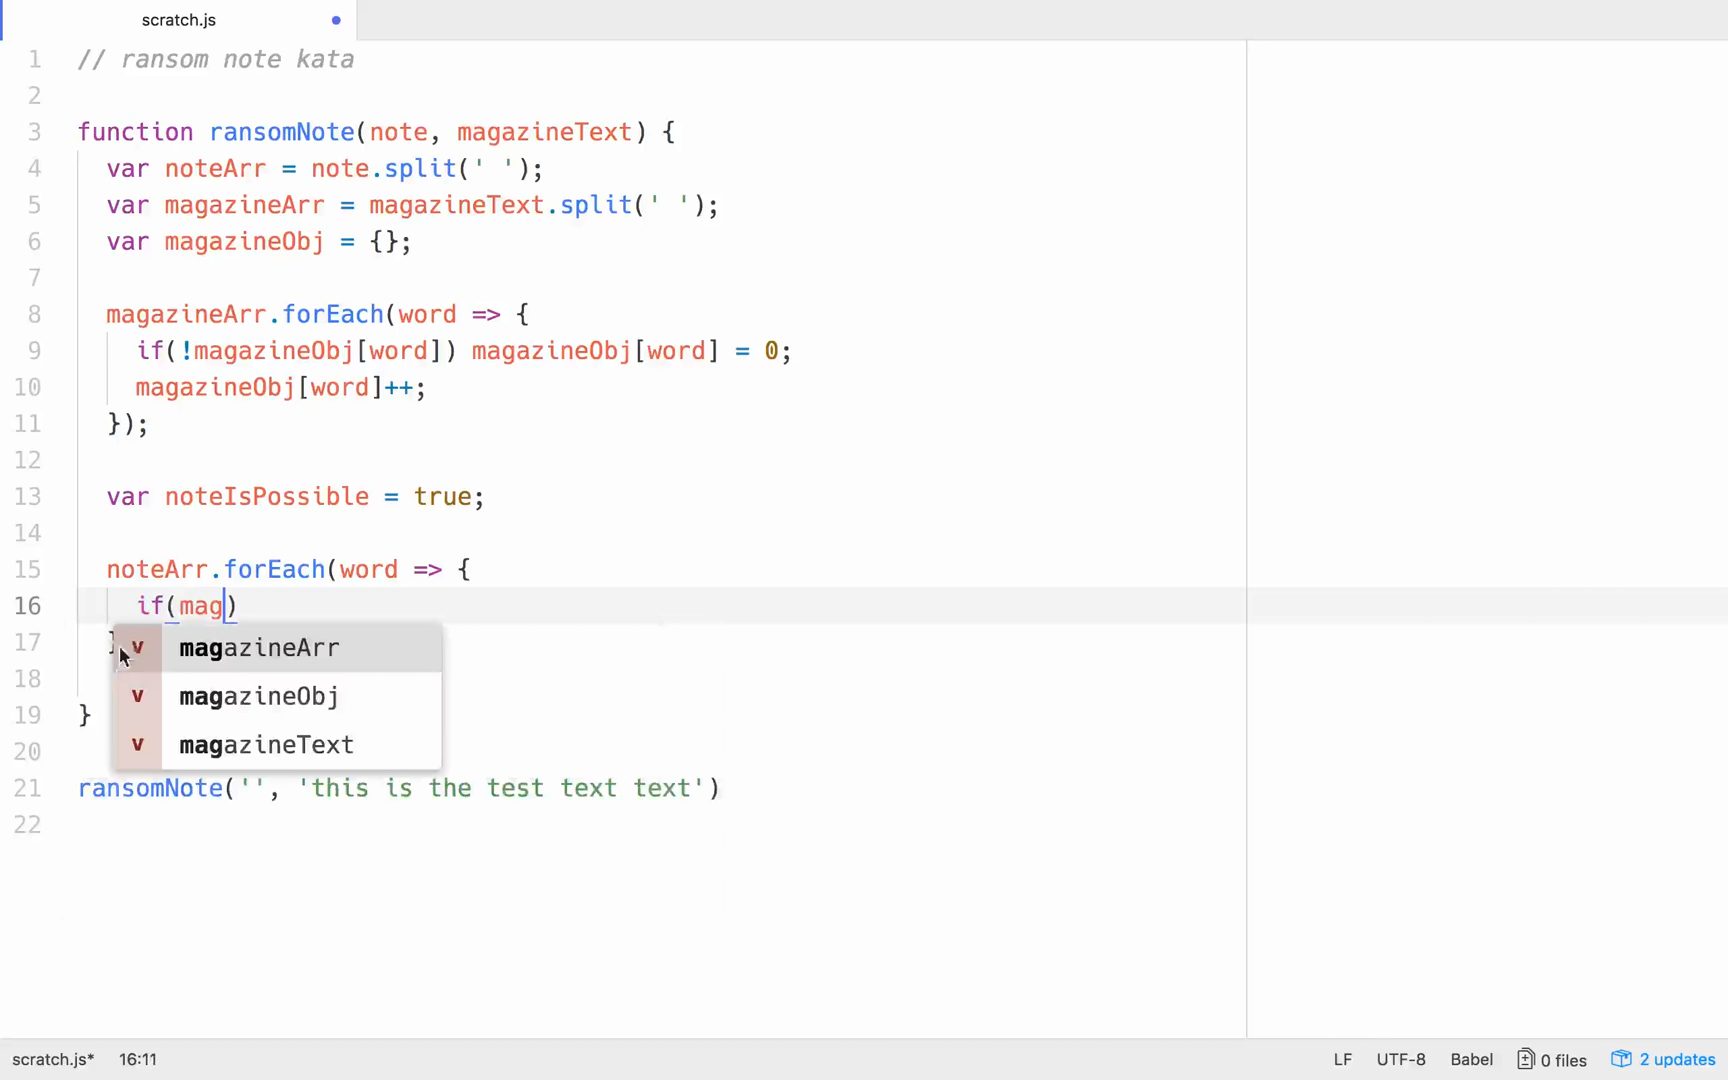 scratch.js
1 // ransom note kata
2
3 function ransomNote(note, magazineText) {
4 var noteArr = note.split(' ');
5 var magazineArr = magazineText.split(' ');
6 var magazineObj = {};
7
8 magazineArr.forEach(word => {
9 if(!magazineObj[word]) magazineObj[word] = 0;
10 magazineObj[word]++;
11 });
12
13 var noteIsPossible = true;
14
15 noteArr.forEach(word => {
16 if(mag)
17 v magazineArr
18 v magazineObj
19 } v magazineText
20
21 ransomNote('', 'this is the test text text')
22
scratch.js* 16:11 LF UTF-8 Babel 0 files 2 updates